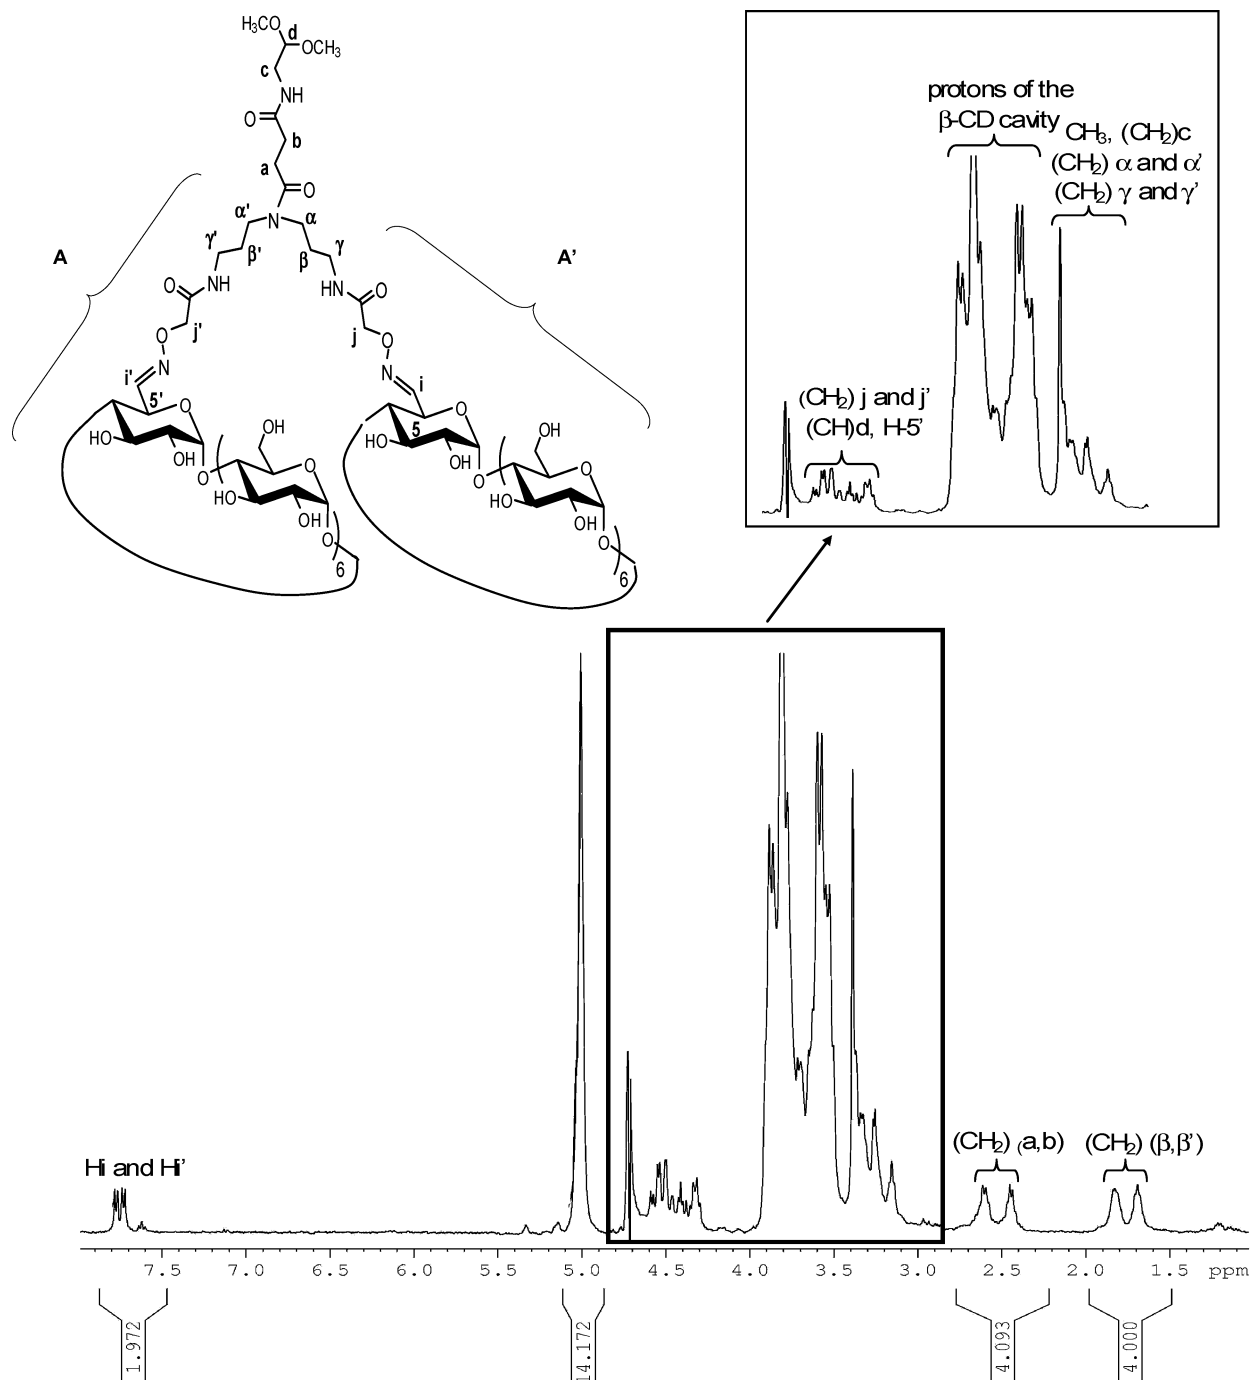 H₃CO
d
OCH₃
c
NH
O
b
a
O
α'
N
α
γ'
β'
β
γ
A
A'
O
NH
HN
O
O
j'
j
O
N
N
i'
i
5'
O
5
O
HO
OH
OH
HO
OH
OH
O
O
O
O
HO
OH
HO
OH
O
O
6
6
protons of the
β-CD cavity
CH₃, (CH₂)c
(CH₂) α and α'
(CH₂) γ and γ'
(CH₂) j and j'
(CH)d, H-5'
Hi and Hi'
(CH₂) (a,b)
(CH₂) (β,β')
7.5 7.0 6.5 6.0 5.5 5.0 4.5 4.0 3.5 3.0 2.5 2.0 1.5 ppm
1.972
14.172
4.093
4.000